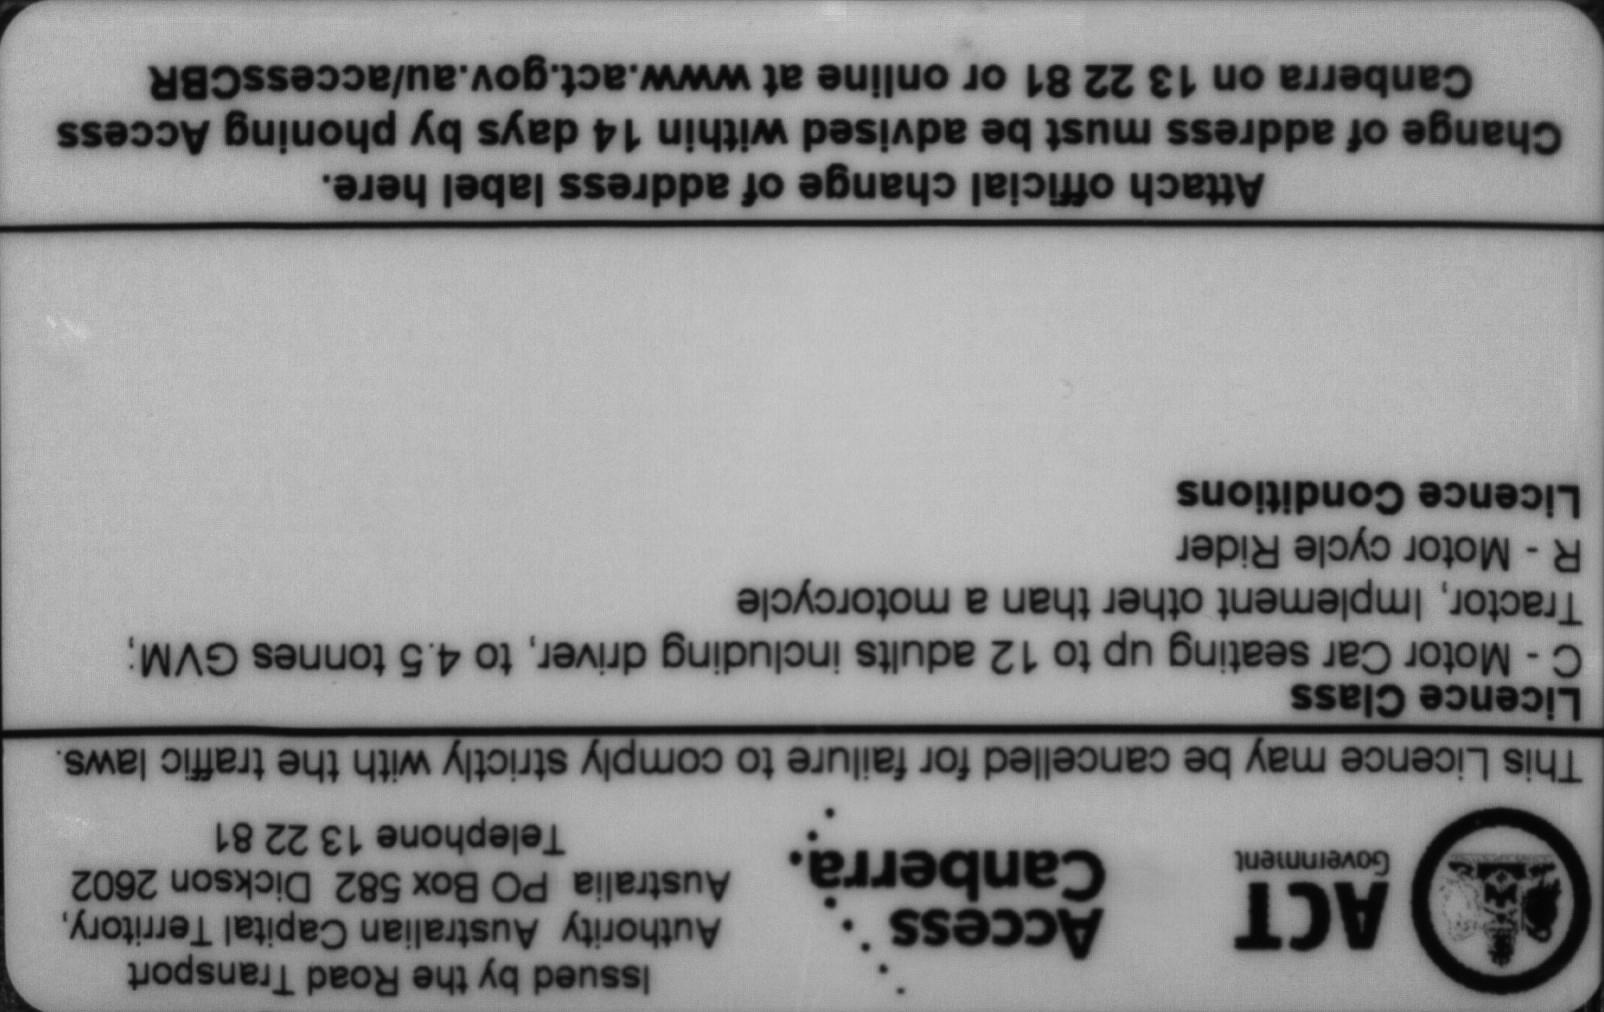 ACT
Government
Access
Canberra.
Issued by the Road Transport
Authority Australian Capital Territory,
Australia PO Box 582 Dickson 2602
Telephone 13 22 81
This Licence may be cancelled for failure to comply strictly with the traffic laws.
Licence Class
C - Motor Car seating up to 12 adults including driver, to 4.5 tonnes GVM;
Tractor, Implement other than a motorcycle
R - Motor cycle Rider
Licence Conditions
Attach official change of address label here.
Change of address must be advised within 14 days by phoning Access
Canberra on 13 22 81 or online at www.act.gov.au/accessCBR